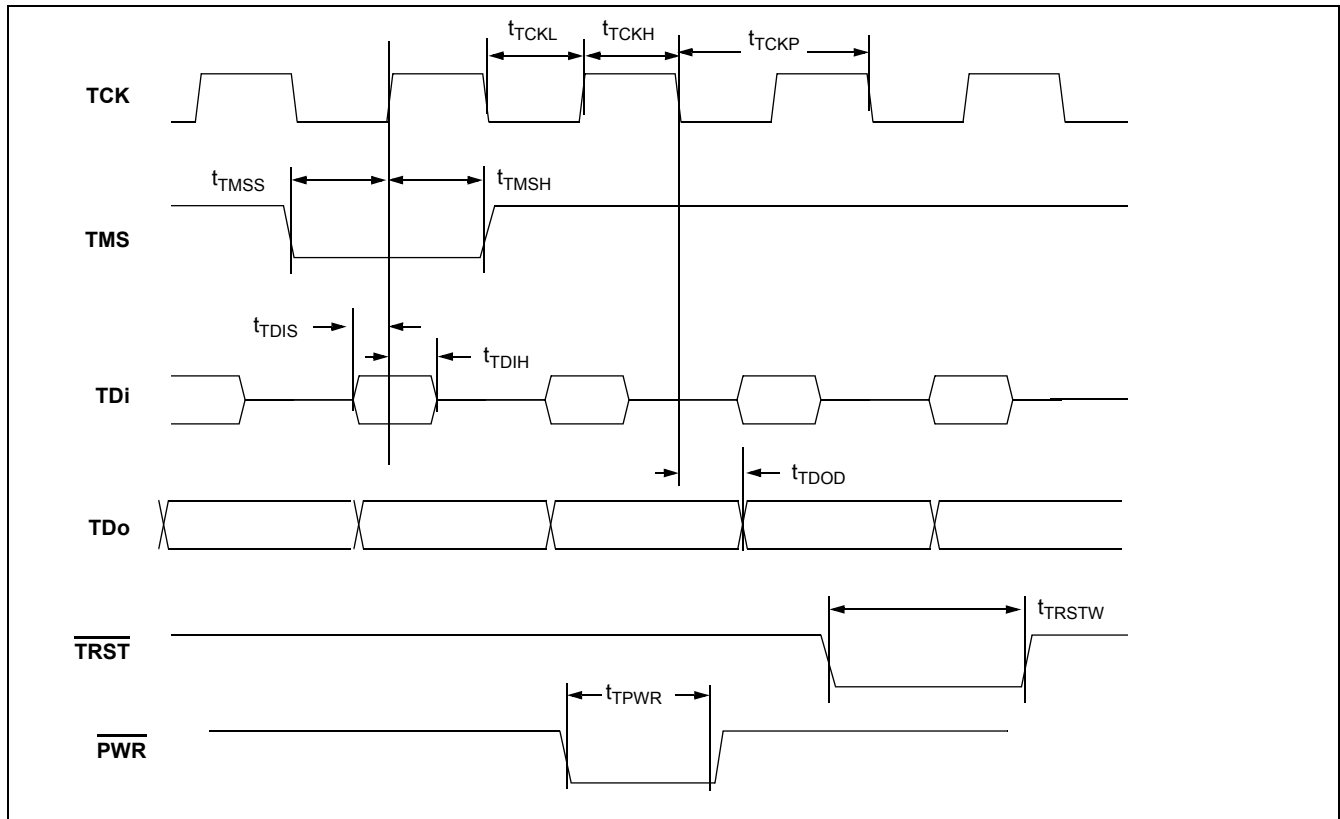 tTCKL
tTCKH
tTCKP
TCK
tTMSS
tTMSH
TMS
tTDIS
tTDIH
TDi
tTDOD
TDo
tTRSTW
TRST
tTPWR
PWR